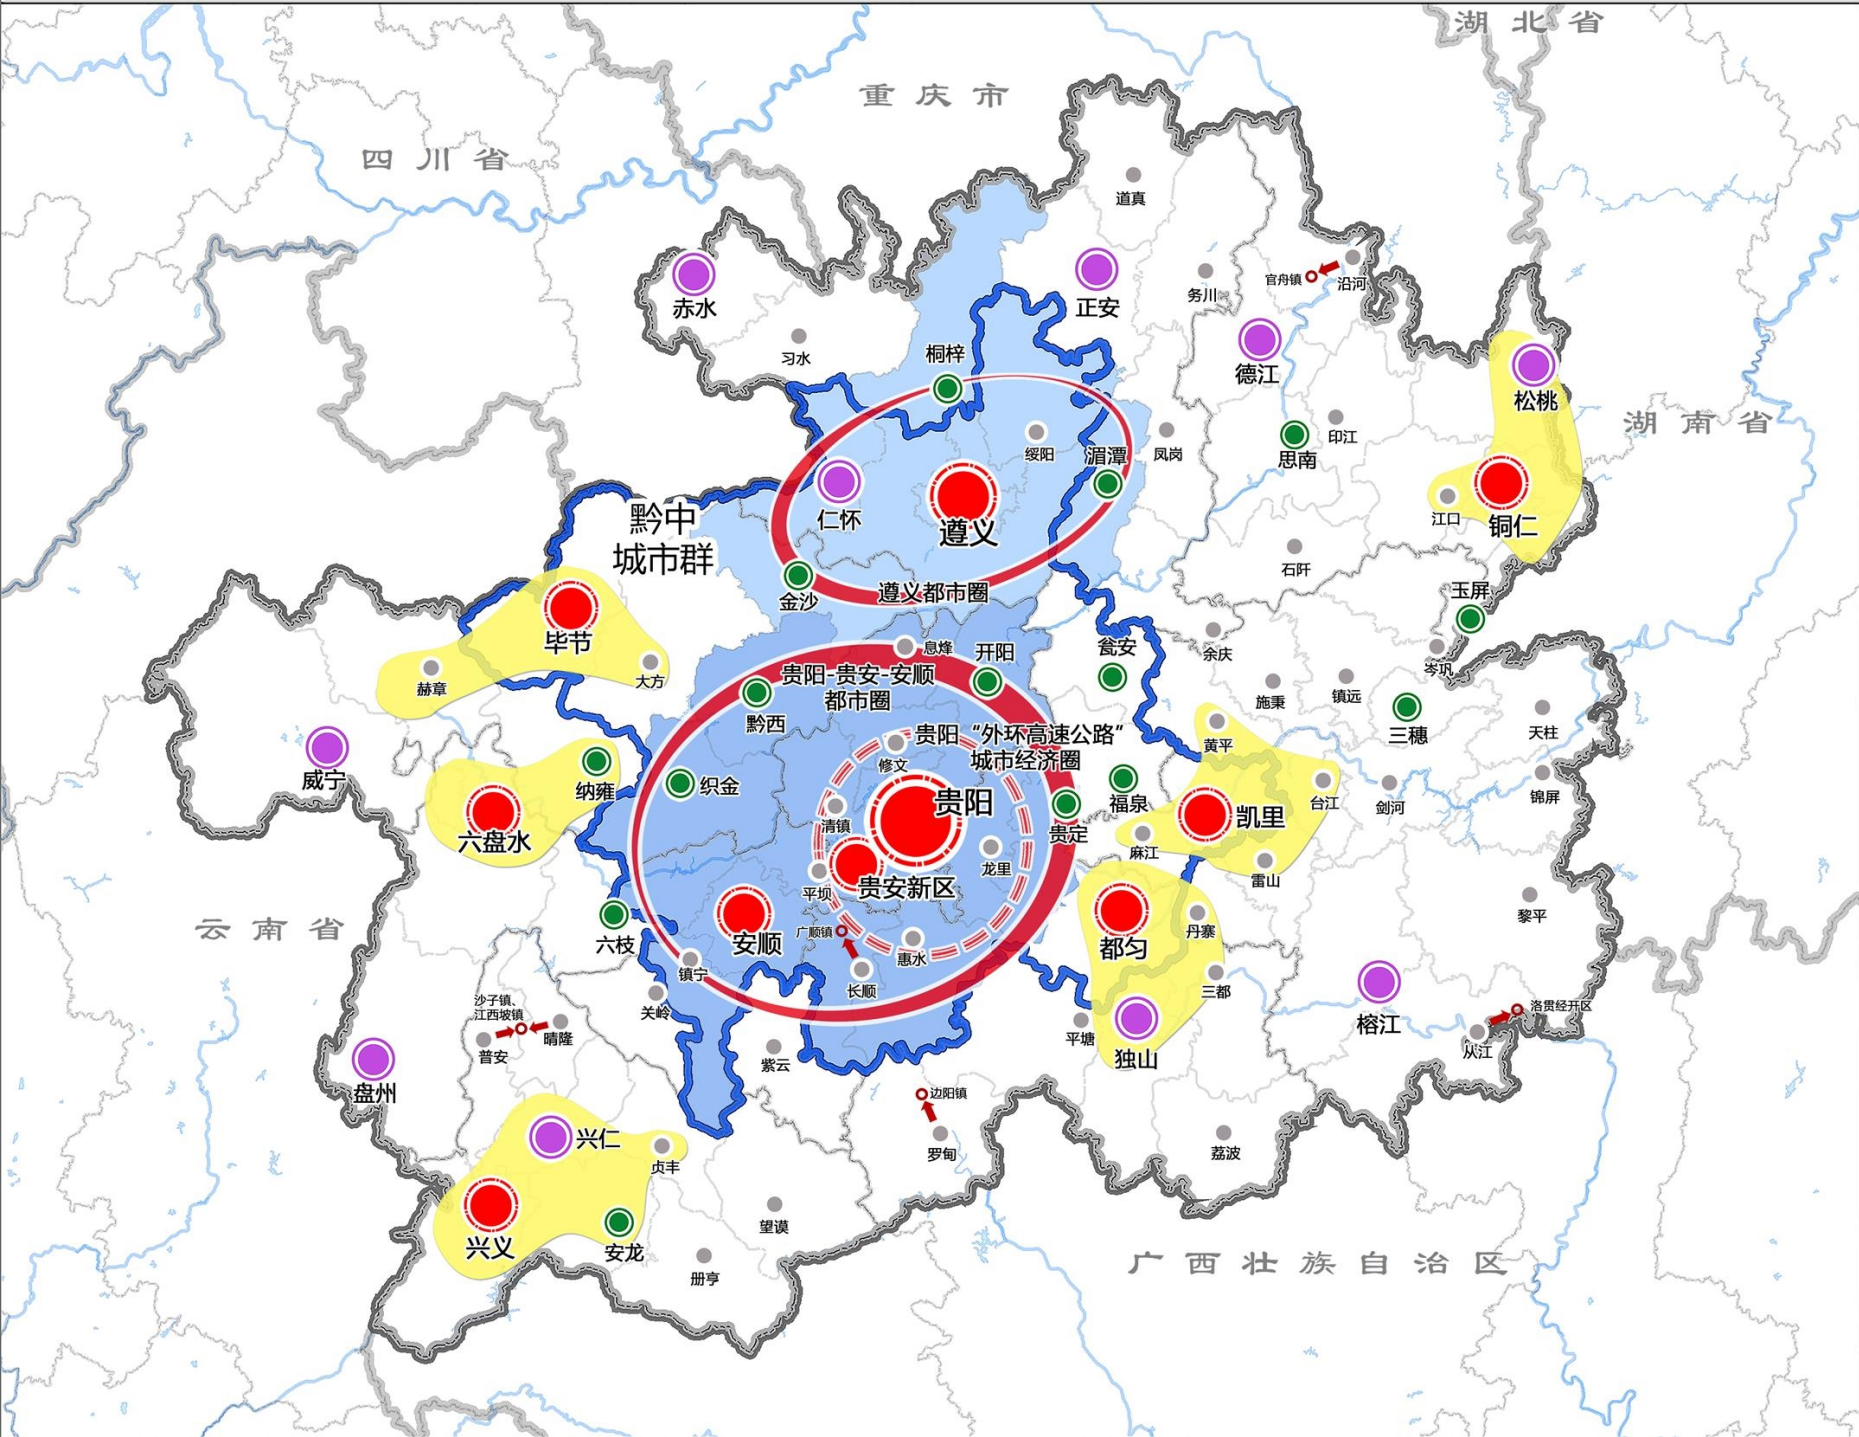 湖北省
重庆市
四川省
道真
官舟镇
沿河
赤水
正安
务川
习水
桐梓
德江
松桃
湖南省
绥阳
湄潭
凤岗
印江
思南
仁怀
遵义
江口
铜仁
黔中
城市群
石阡
金沙
遵义都市圈
玉屏
毕节
息烽
开阳
瓮安
余庆
岑巩
赫章
大方
贵阳-贵安-安顺
都市圈
黔西
施秉
镇远
三穗
天柱
贵阳“外环高速公路”
城市经济圈
黄平
修文
威宁
纳雍
织金
贵阳
福泉
台江
剑河
锦屏
六盘水
清镇
贵定
凯里
麻江
龙里
雷山
平坝
贵安新区
云南省
安顺
广顺镇
六枝
都匀
丹寨
黎平
镇宁
惠水
长顺
三都
沙子镇、
江西坡镇
关岭
榕江
洛贯经开区
普安
晴隆
平塘
从江
紫云
独山
盘州
边阳镇
兴仁
贞丰
罗甸
荔波
望谟
兴义
安龙
册亨
广西壮族自治区